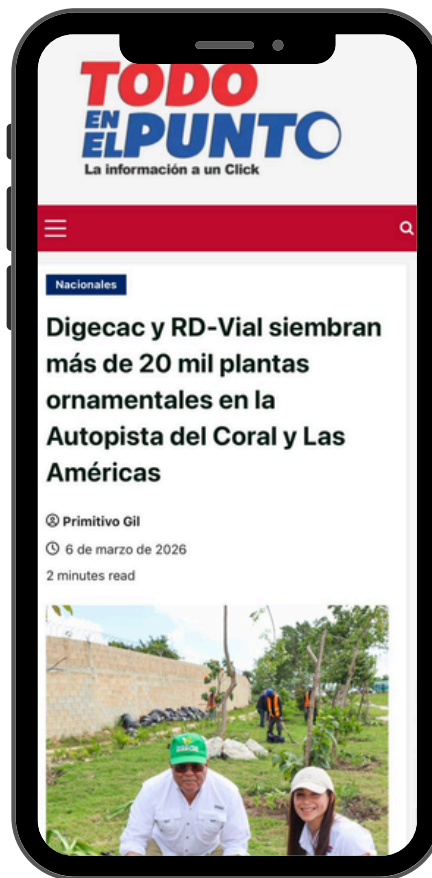 TODO
EN
EL PUNTO
La información a un Click
Nacionales
Digecac y RD-Vial siembran
más de 20 mil plantas
ornamentales en la
Autopista del Coral y Las
Américas
Primitivo Gil
6 de marzo de 2026
2 minutes read